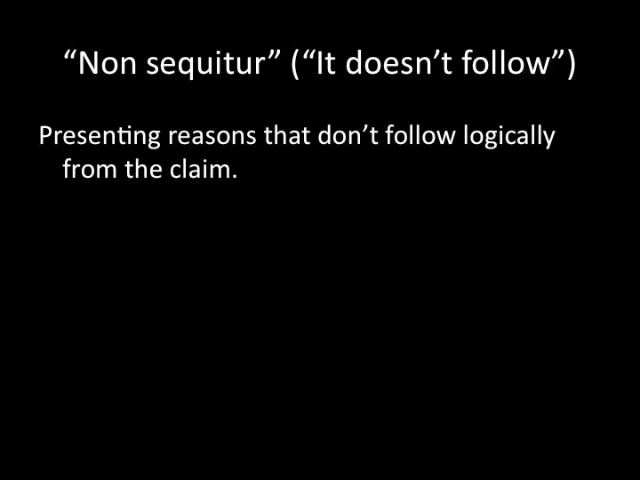 “Non sequitur” (“It doesn’t follow”)
Presenting reasons that don’t follow logically
from the claim.